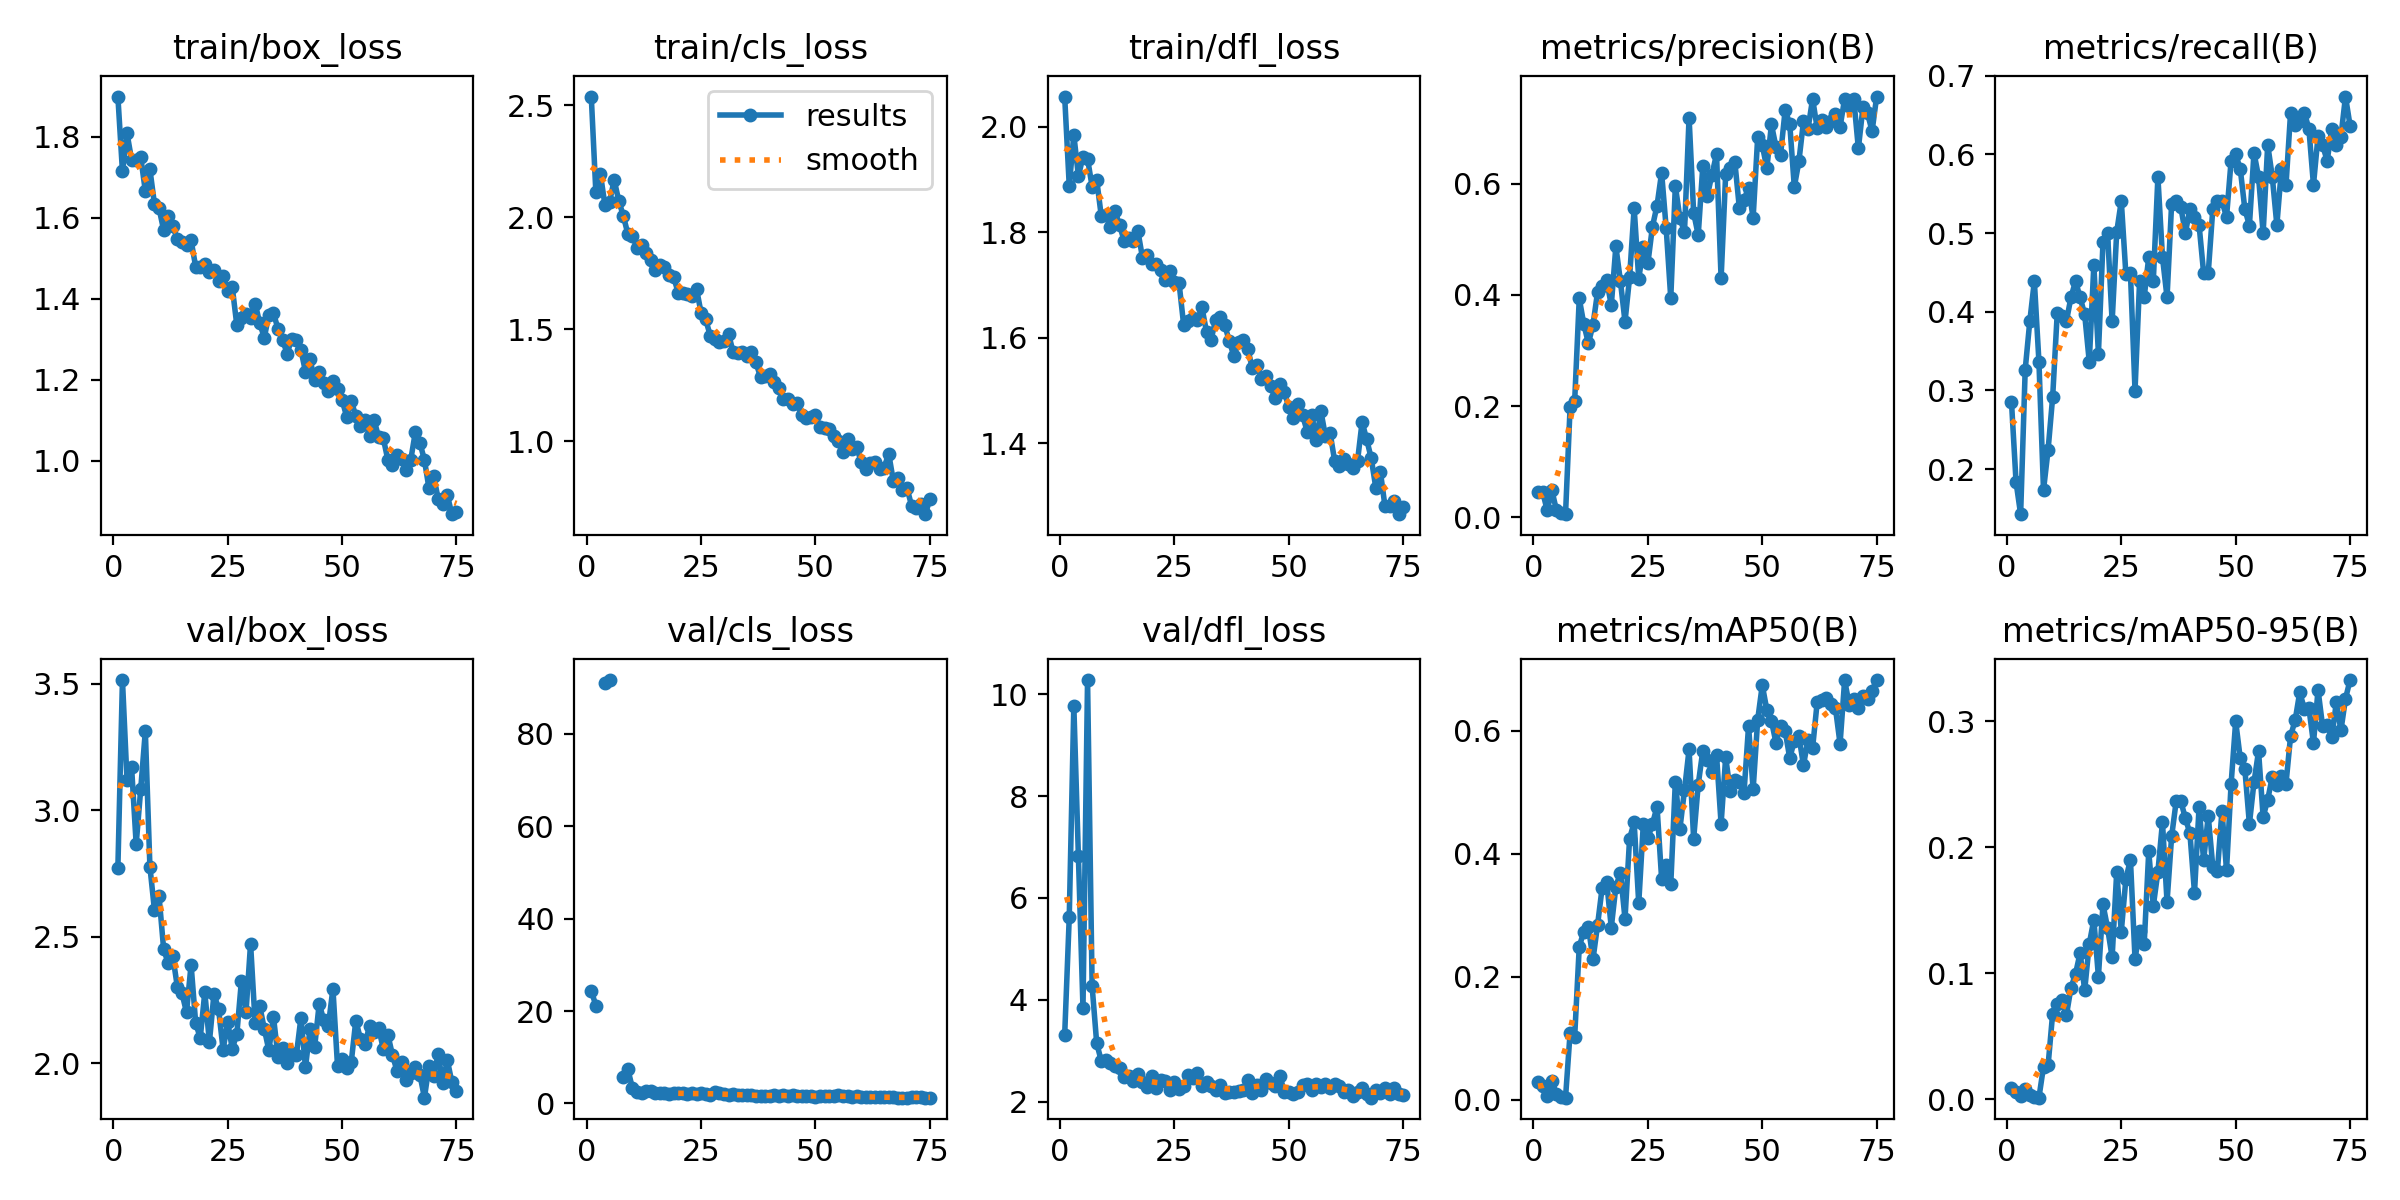 train/box_loss
1.8
1.6
1.4
1.2
1.0
0 25 50 75
train/cls_loss
results
smooth
2.5
2.0
1.5
1.0
0 25 50 75
train/dfl_loss
2.0
1.8
1.6
1.4
0 25 50 75
metrics/precision(B)
0.6
0.4
0.2
0.0
0 25 50 75
metrics/recall(B)
0.7
0.6
0.5
0.4
0.3
0.2
0 25 50 75
val/box_loss
3.5
3.0
2.5
2.0
0 25 50 75
val/cls_loss
80
60
40
20
0
0 25 50 75
val/dfl_loss
10
8
6
4
2
0 25 50 75
metrics/mAP50(B)
0.6
0.4
0.2
0.0
0 25 50 75
metrics/mAP50-95(B)
0.3
0.2
0.1
0.0
0 25 50 75